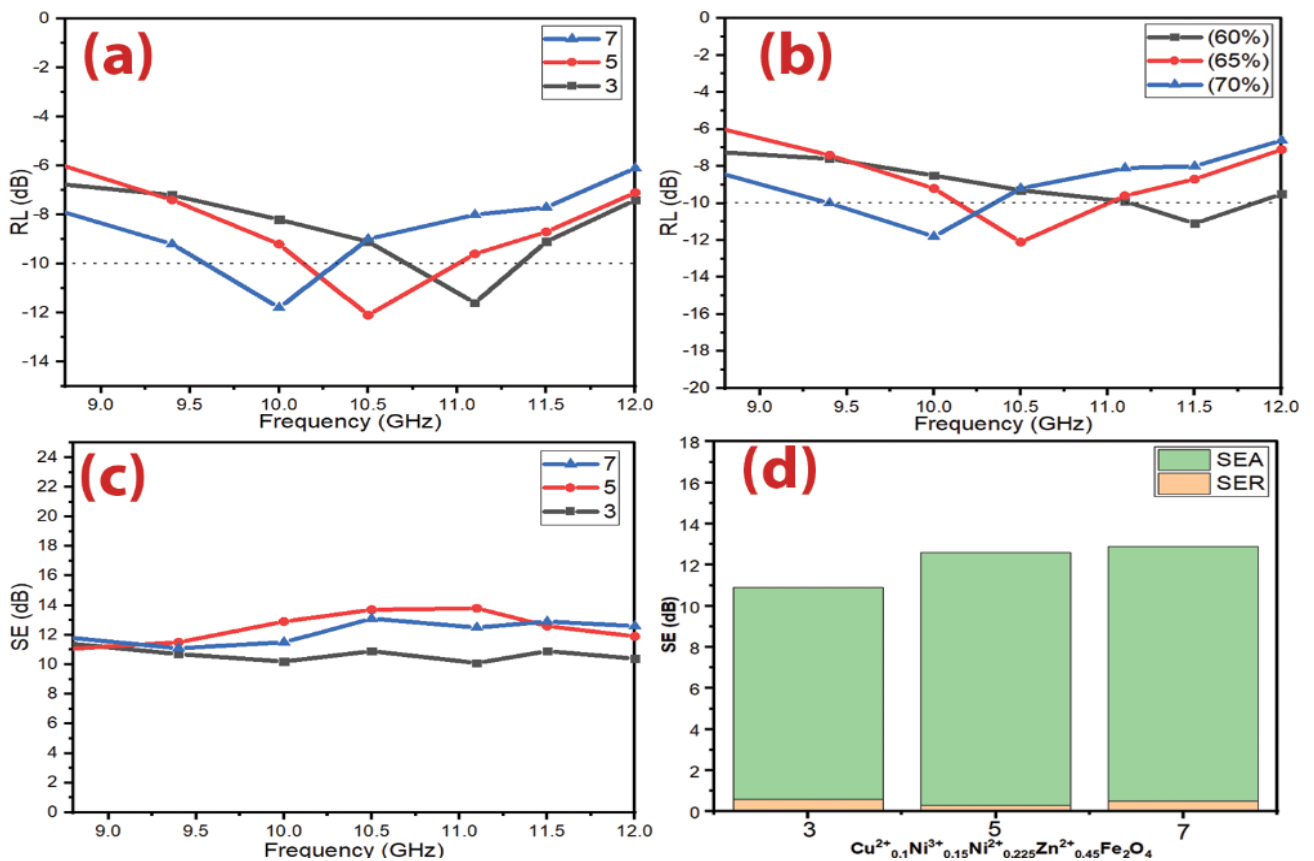 (a)
7
5
3
0
-2
-4
-6
-8
-10
-12
-14
RL (dB)
9.0 9.5 10.0 10.5 11.0 11.5 12.0
Frequency (GHz)
(b)
(60%)
(65%)
(70%)
0
-2
-4
-6
-8
-10
-12
-14
-16
-18
-20
RL (dB)
9.0 9.5 10.0 10.5 11.0 11.5 12.0
Frequency (GHz)
(c)
7
5
3
24
22
20
18
16
14
12
10
8
6
4
2
0
SE (dB)
9.0 9.5 10.0 10.5 11.0 11.5 12.0
Frequency (GHz)
(d)
SEA
SER
18
16
14
12
10
8
6
4
2
0
SE (dB)
3 5 7
Cu²⁺₀.₁Ni³⁺₀.₁₅Ni²⁺₀.₂₂₅Zn²⁺₀.₄₅Fe₂O₄